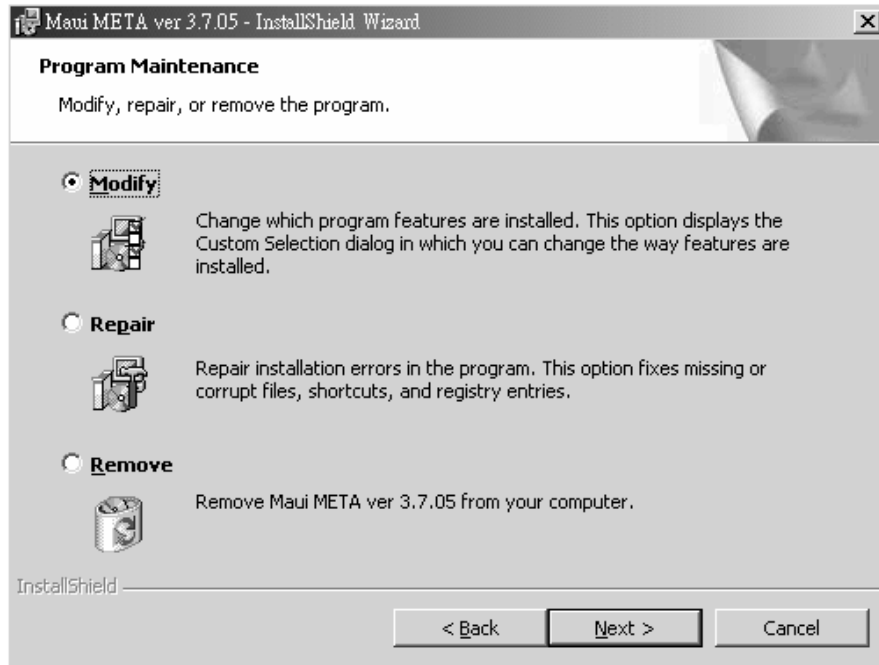 Maui META ver 3.7.05 - InstallShield Wizard
Program Maintenance
Modify, repair, or remove the program.
Modify
Change which program features are installed. This option displays the
Custom Selection dialog in which you can change the way features are
installed.
Repair
Repair installation errors in the program. This option fixes missing or
corrupt files, shortcuts, and registry entries.
Remove
Remove Maui META ver 3.7.05 from your computer.
InstallShield
< Back
Next >
Cancel